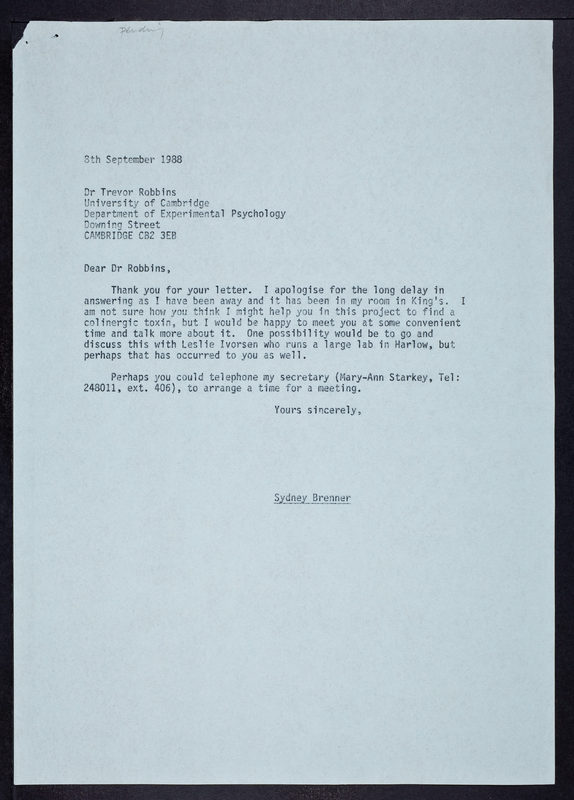 Pending
8th September 1988
Dr Trevor Robbins
University of Cambridge
Department of Experimental Psychology
Downing Street
CAMBRIDGE CB2 3EB
Dear Dr Robbins,
Thank you for your letter. I apologise for the long delay in
answering as I have been away and it has been in my room in King's. I
am not sure how you think I might help you in this project to find a
colinergic toxin, but I would be happy to meet you at some convenient
time and talk more about it. One possibility would be to go and
discuss this with Leslie Ivorsen who runs a large lab in Harlow, but
perhaps that has occurred to you as well.
Perhaps you could telephone my secretary (Mary-Ann Starkey, Tel:
248011, ext. 406), to arrange a time for a meeting.
Yours sincerely,
Sydney Brenner